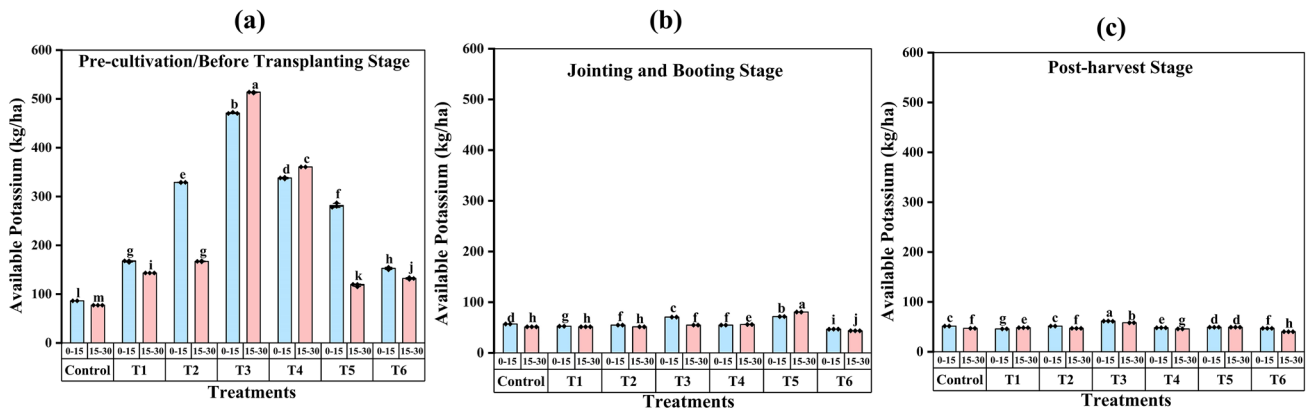 (a)
Pre-cultivation/Before Transplanting Stage
Available Potassium (kg/ha)
600
500
400
300
200
100
0
l m g i e g b a d c f k h j
0-15 15-30 0-15 15-30 0-15 15-30 0-15 15-30 0-15 15-30 0-15 15-30 0-15 15-30
Control T1 T2 T3 T4 T5 T6
Treatments
(b)
Jointing and Booting Stage
Available Potassium (kg/ha)
600
500
400
300
200
100
0
d h g h f h c f f e b a i j
0-15 15-30 0-15 15-30 0-15 15-30 0-15 15-30 0-15 15-30 0-15 15-30 0-15 15-30
Control T1 T2 T3 T4 T5 T6
Treatments
(c)
Post-harvest Stage
Available Potassium (kg/ha)
600
500
400
300
200
100
0
c f g e c f a b e g d d f h
0-15 15-30 0-15 15-30 0-15 15-30 0-15 15-30 0-15 15-30 0-15 15-30 0-15 15-30
Control T1 T2 T3 T4 T5 T6
Treatments